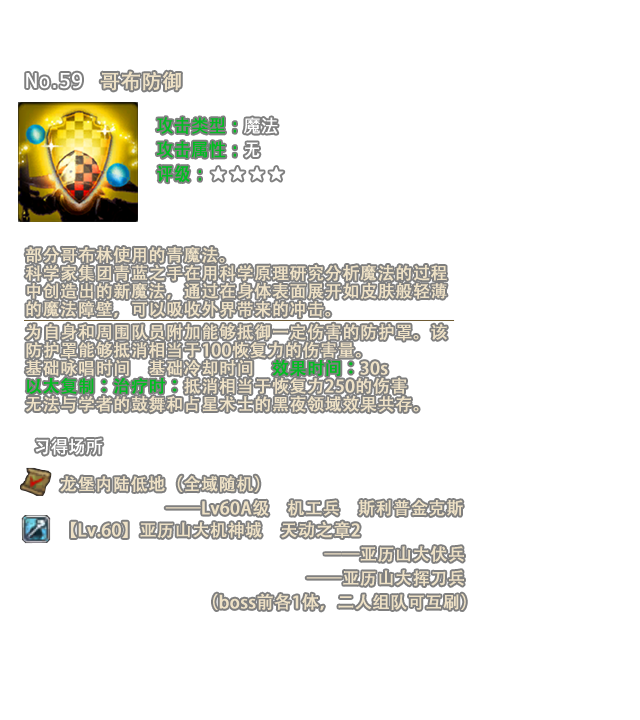 No.59 哥布防御
攻击类型：魔法
攻击属性：无
评级：☆☆☆☆
部分哥布林使用的青魔法。
科学家集团青蓝之手在用科学原理研究分析魔法的过程
中创造出的新魔法，通过在身体表面展开如皮肤般轻薄
的魔法障壁，可以吸收外界带来的冲击。
为自身和周围队员附加能够抵御一定伤害的防护罩。该
防护罩能够抵消相当于100恢复力的伤害量。
基础咏唱时间 基础冷却时间 效果时间：30s
以太复制：治疗时：抵消相当于恢复力250的伤害
无法与学者的鼓舞和占星术士的黑夜领域效果共存。
习得场所
龙堡内陆低地（全域随机）
——Lv60A级 机工兵 斯利普金克斯
【Lv.60】亚历山大机神城 天动之章2
——亚历山大伏兵
——亚历山大挥刀兵
（boss前各1体，二人组队可互刷）